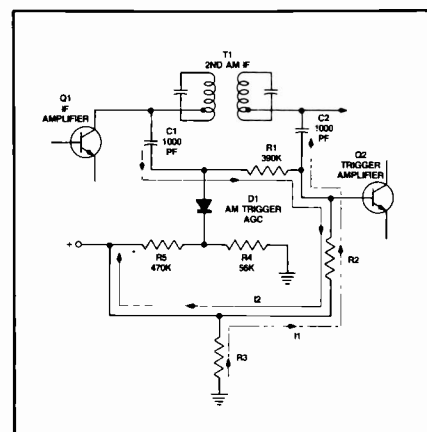 T1
2ND AM IF
Q1
IF
AMPLIFIER
C1
1000
PF
C2
1000
PF
R1
390K
Q2
TRIGGER
AMPLIFIER
D1
AM TRIGGER
AGC
+
R5
470K
R4
56K
R2
I2
I1
R3